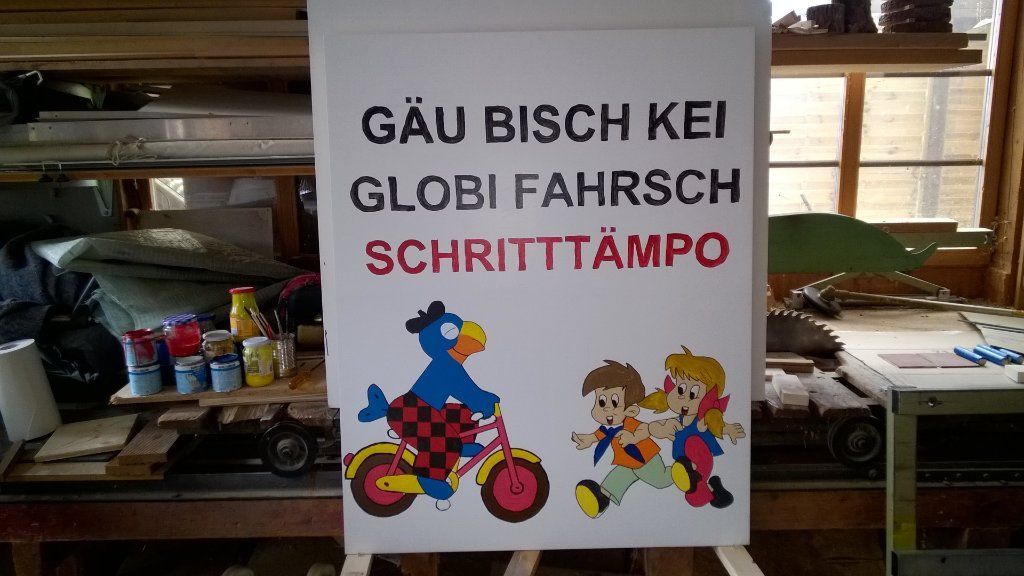 GÄU BISCH KEI
GLOBI FAHRSCH
SCHRITTTÄMPO